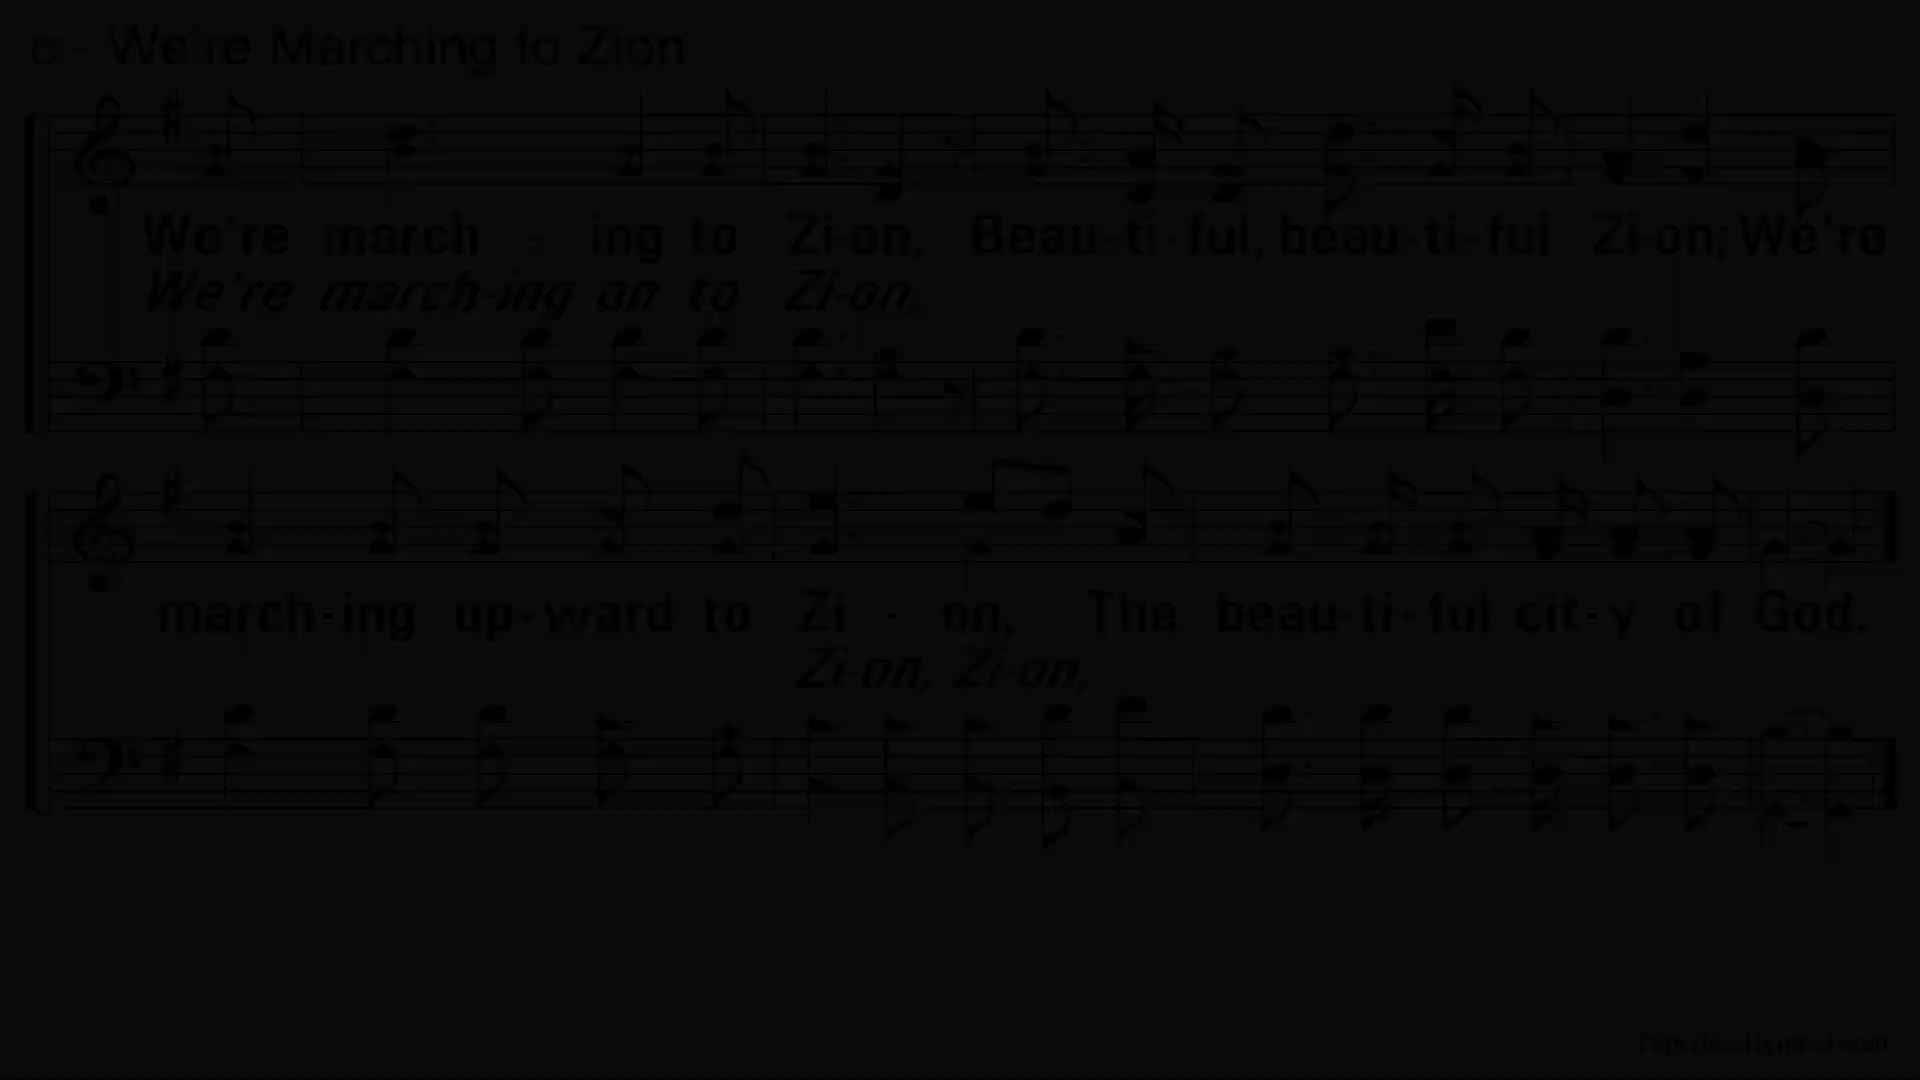 c - We're Marching to Zion
We're march - ing to Zi-on, Beau-ti-ful, beau-ti-ful Zi-on; We're
We're march-ing on to Zi-on,
march-ing up-ward to Zi - on, The beau-ti-ful cit-y of God.
Zi-on, Zi-on,